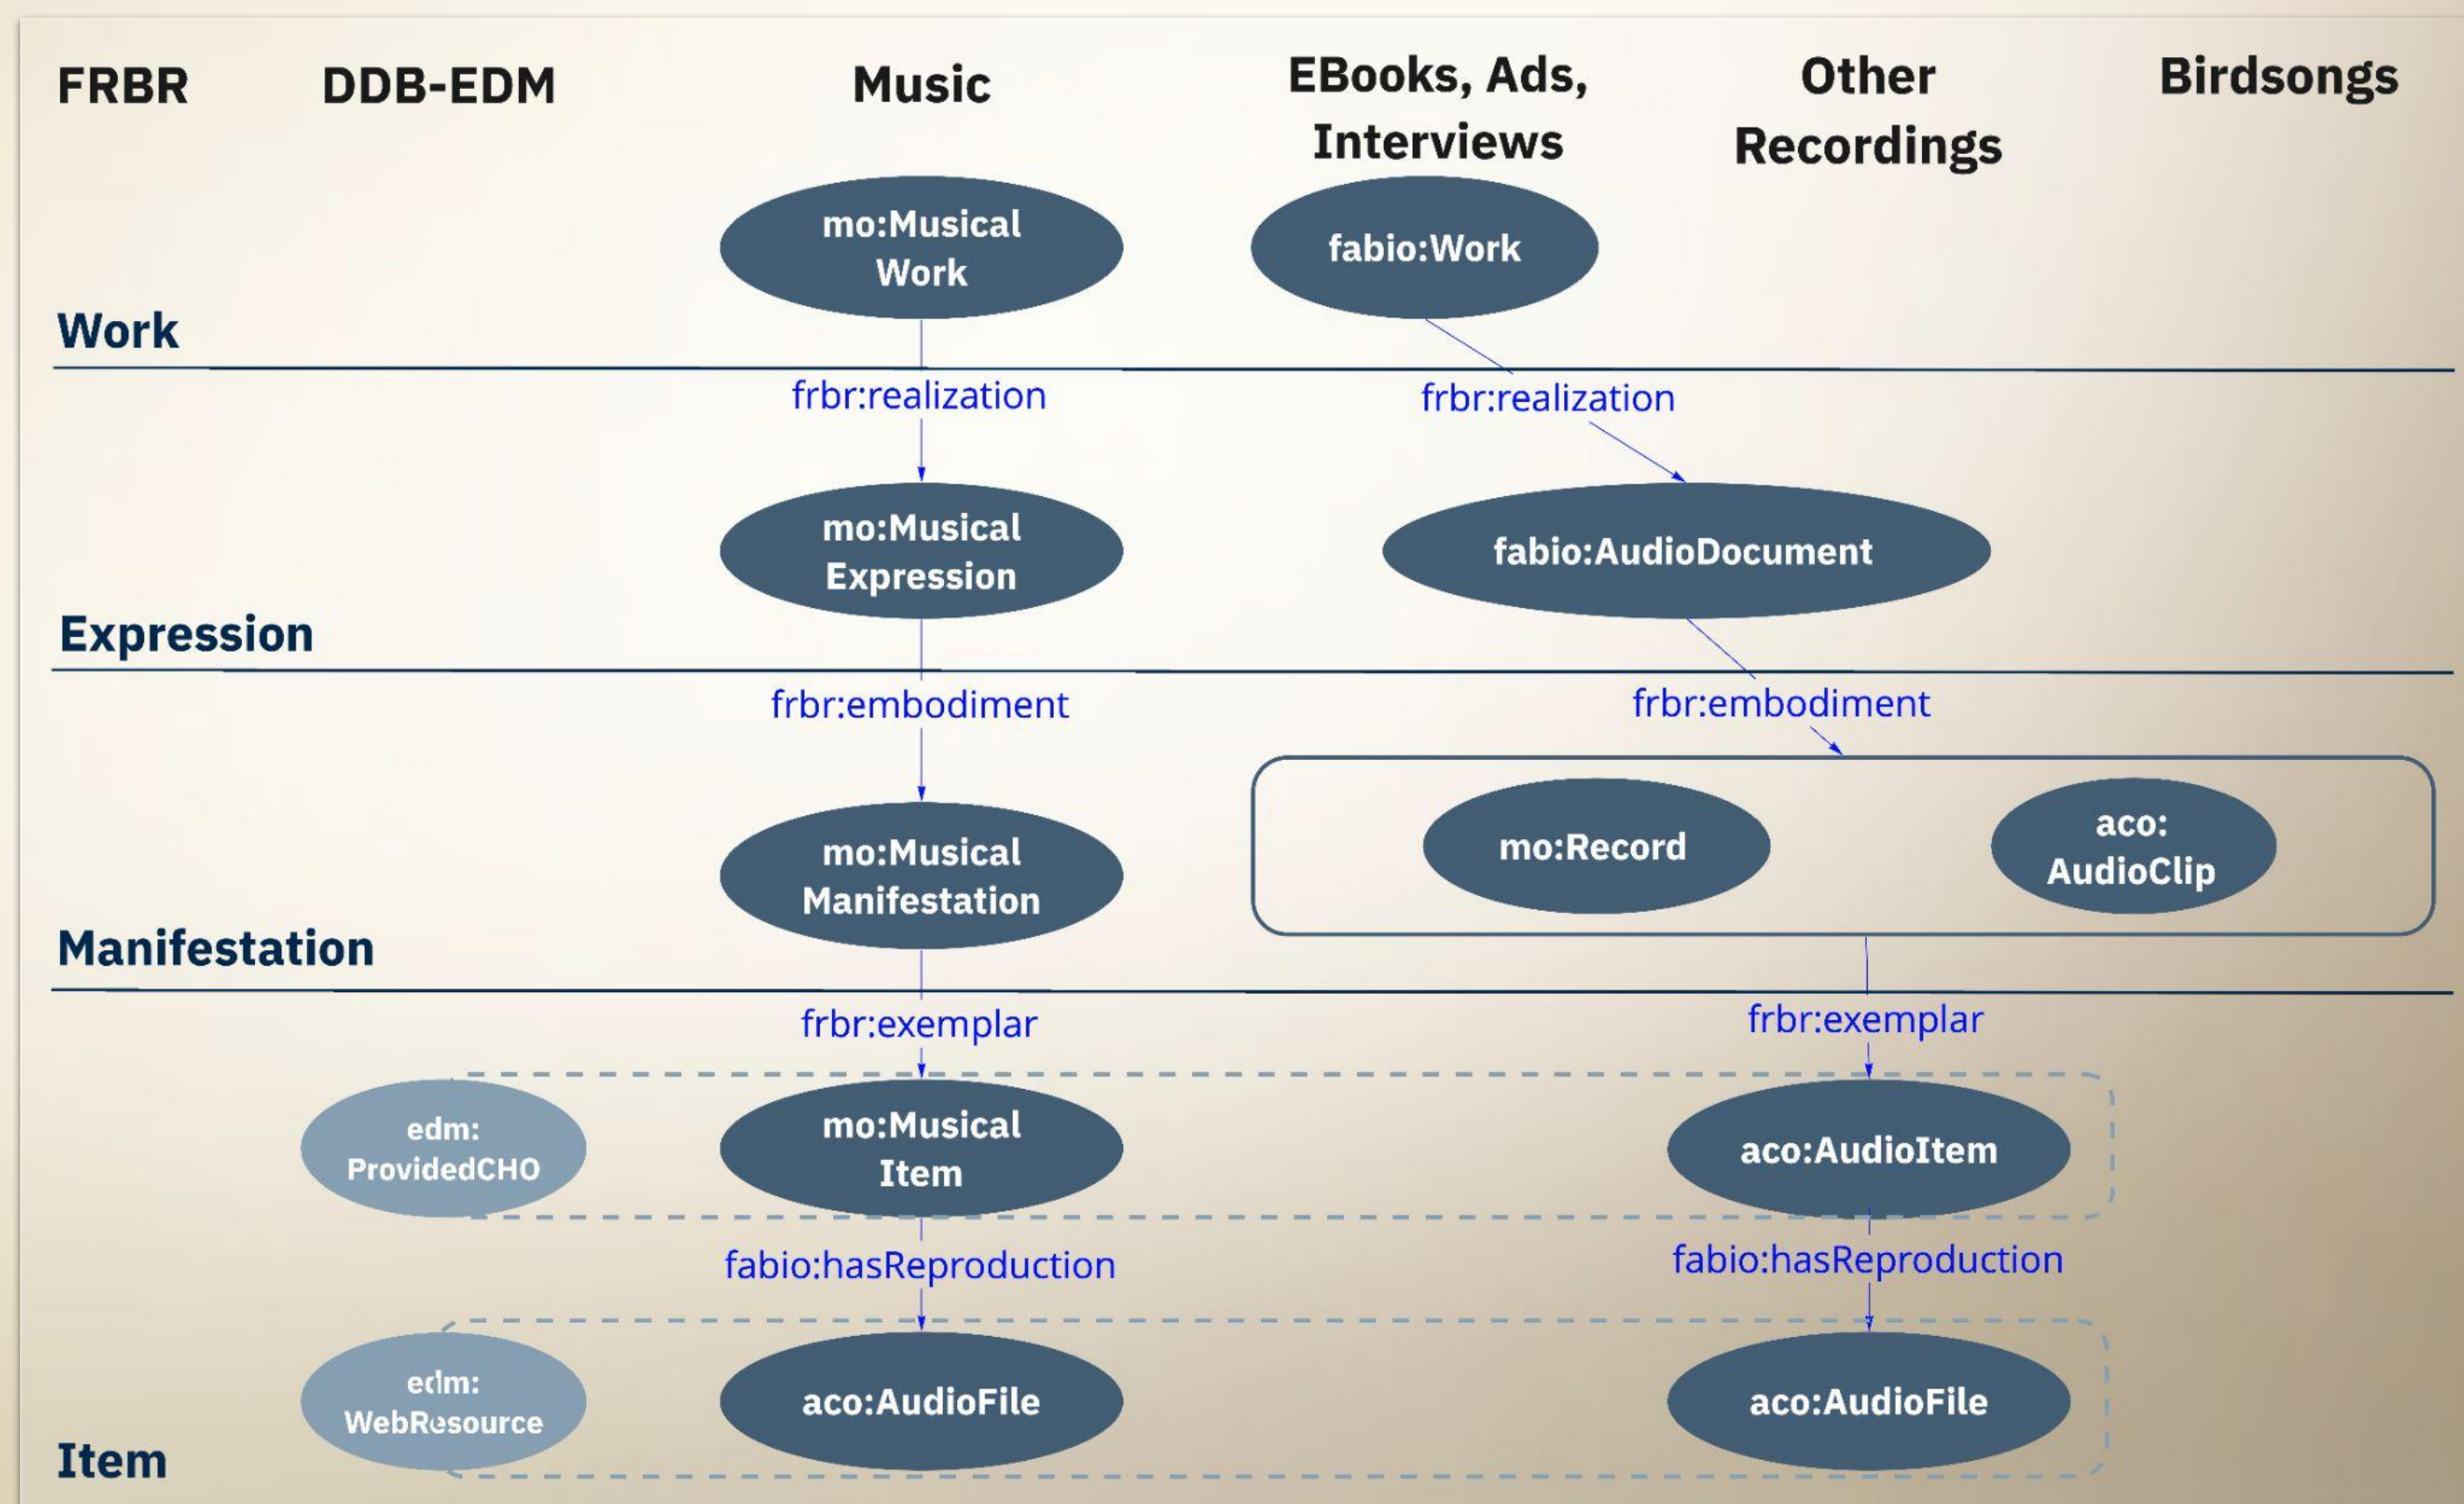 FRBR
DDB-EDM
Music
EBooks, Ads,
Interviews
Other
Recordings
Birdsongs
mo:Musical
Work
fabio:Work
Work
frbr:realization
frbr:realization
mo:Musical
Expression
fabio:AudioDocument
Expression
frbr:embodiment
frbr:embodiment
mo:Musical
Manifestation
mo:Record
aco:
AudioClip
Manifestation
frbr:exemplar
frbr:exemplar
edm:
ProvidedCHO
mo:Musical
Item
aco:AudioItem
fabio:hasReproduction
fabio:hasReproduction
edm:
WebResource
aco:AudioFile
aco:AudioFile
Item